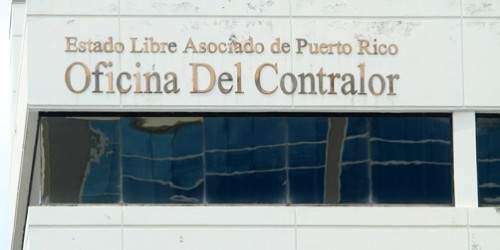 Estado Libre Asociado de Puerto Rico
Oficina Del Contralor